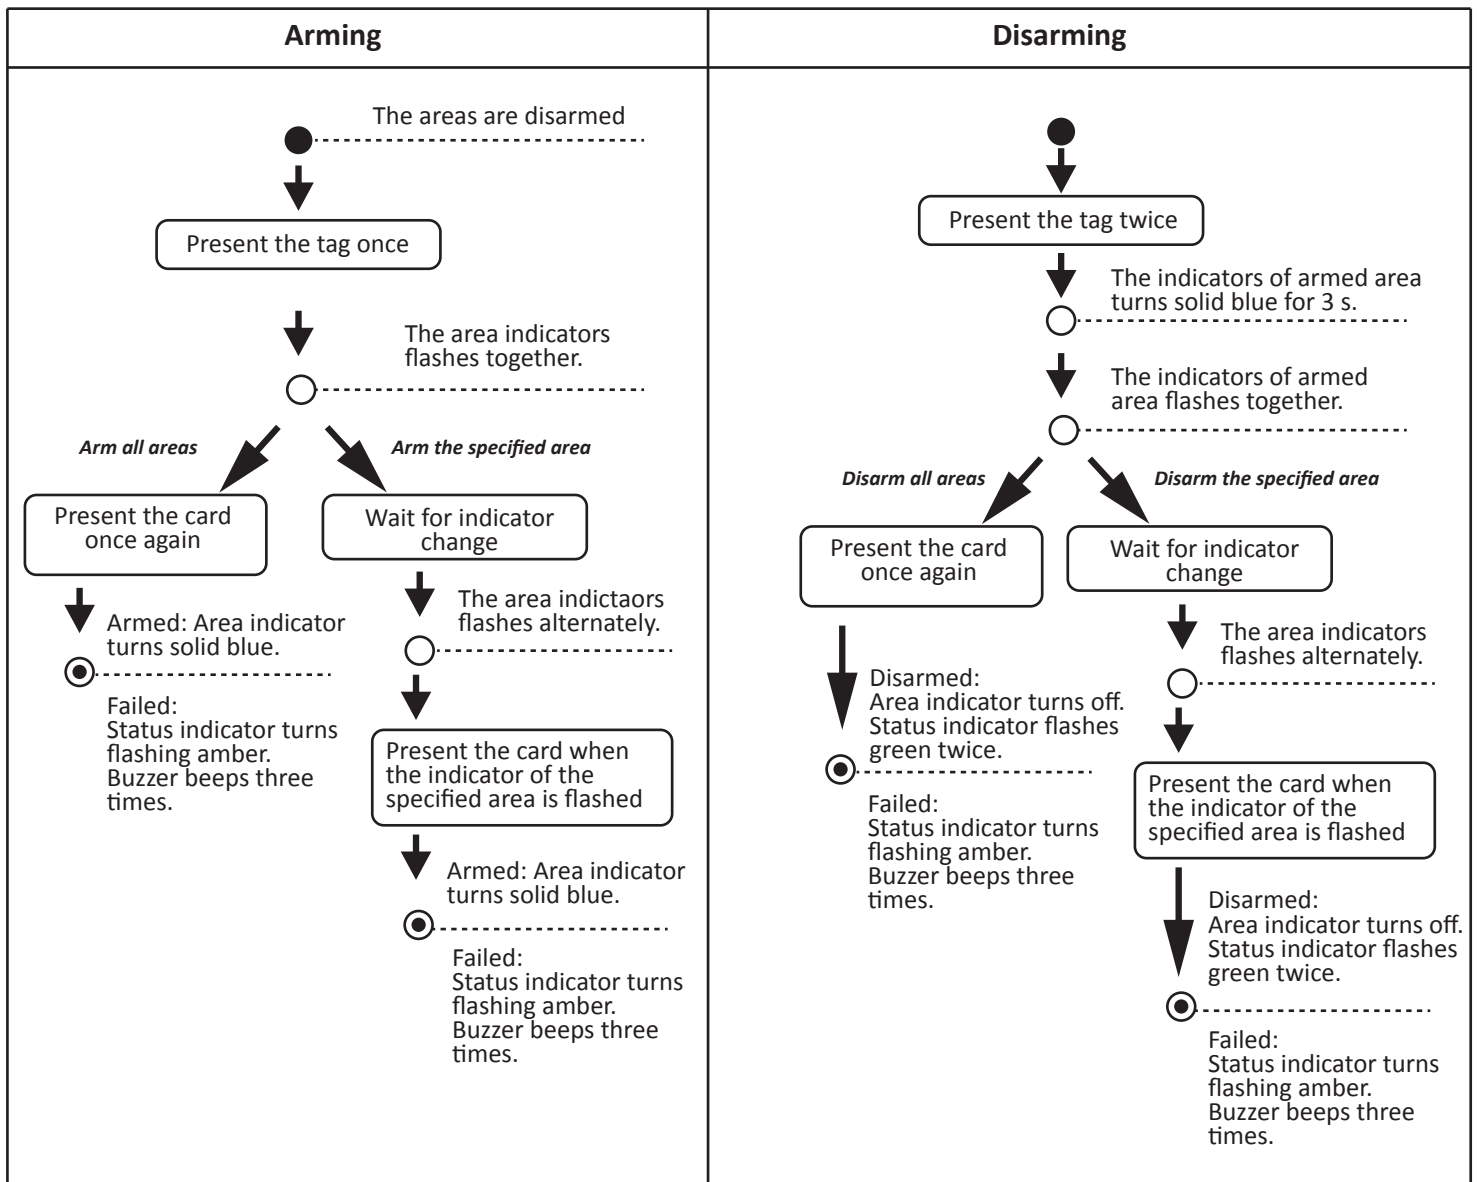 Arming
Disarming
The areas are disarmed
Present the tag once
The area indicators
flashes together.
Arm all areas
Arm the specified area
Present the card
once again
Wait for indicator
change
Armed: Area indicator
turns solid blue.
Failed:
Status indicator turns
flashing amber.
Buzzer beeps three
times.
The area indictaors
flashes alternately.
Present the card when
the indicator of the
specified area is flashed
Armed: Area indicator
turns solid blue.
Failed:
Status indicator turns
flashing amber.
Buzzer beeps three
times.
Present the tag twice
The indicators of armed area
turns solid blue for 3 s.
The indicators of armed
area flashes together.
Disarm all areas
Disarm the specified area
Present the card
once again
Wait for indicator
change
Disarmed:
Area indicator turns off.
Status indicator flashes
green twice.
Failed:
Status indicator turns
flashing amber.
Buzzer beeps three
times.
The area indicators
flashes alternately.
Present the card when
the indicator of the
specified area is flashed
Disarmed:
Area indicator turns off.
Status indicator flashes
green twice.
Failed:
Status indicator turns
flashing amber.
Buzzer beeps three
times.